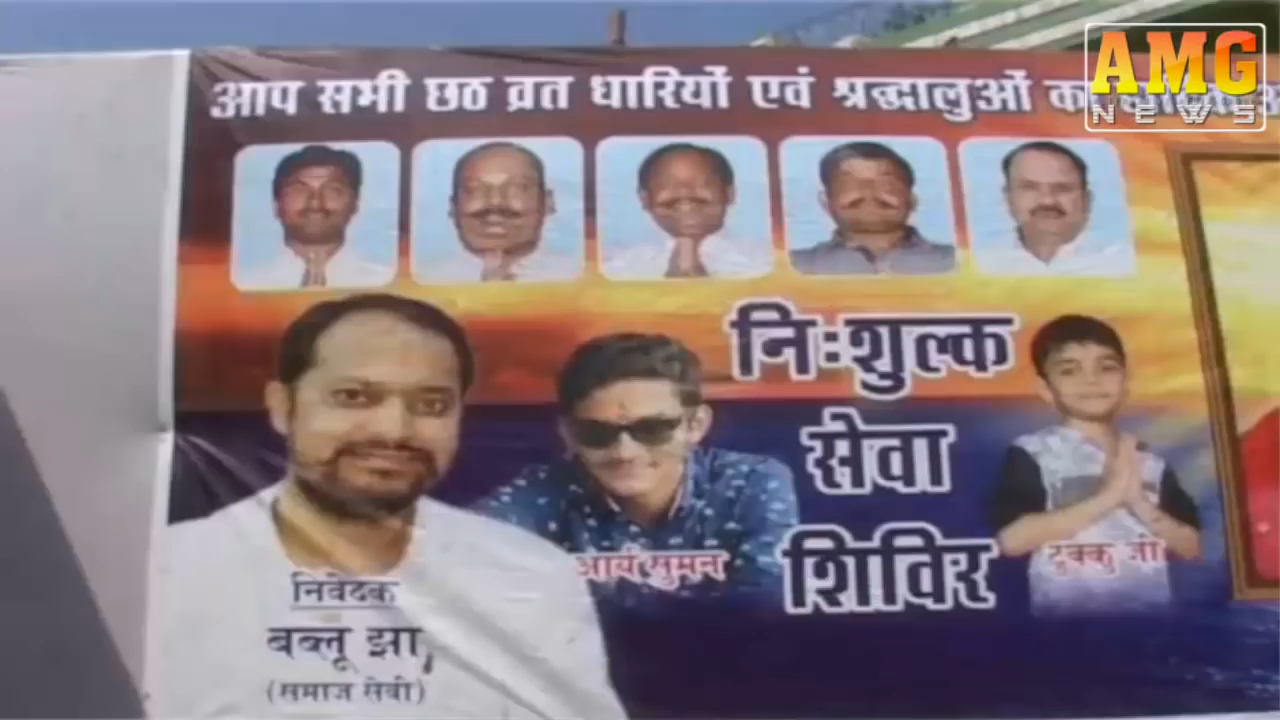 आप सभी छठ व्रत धारियों एवं श्रद्धालुओं का
AMG
NEWS
निःशुल्क
सेवा
शिविर
आर्य सुमन
टुक्कु जी
निवेदक
बब्लू झा,
(समाज सेवी)